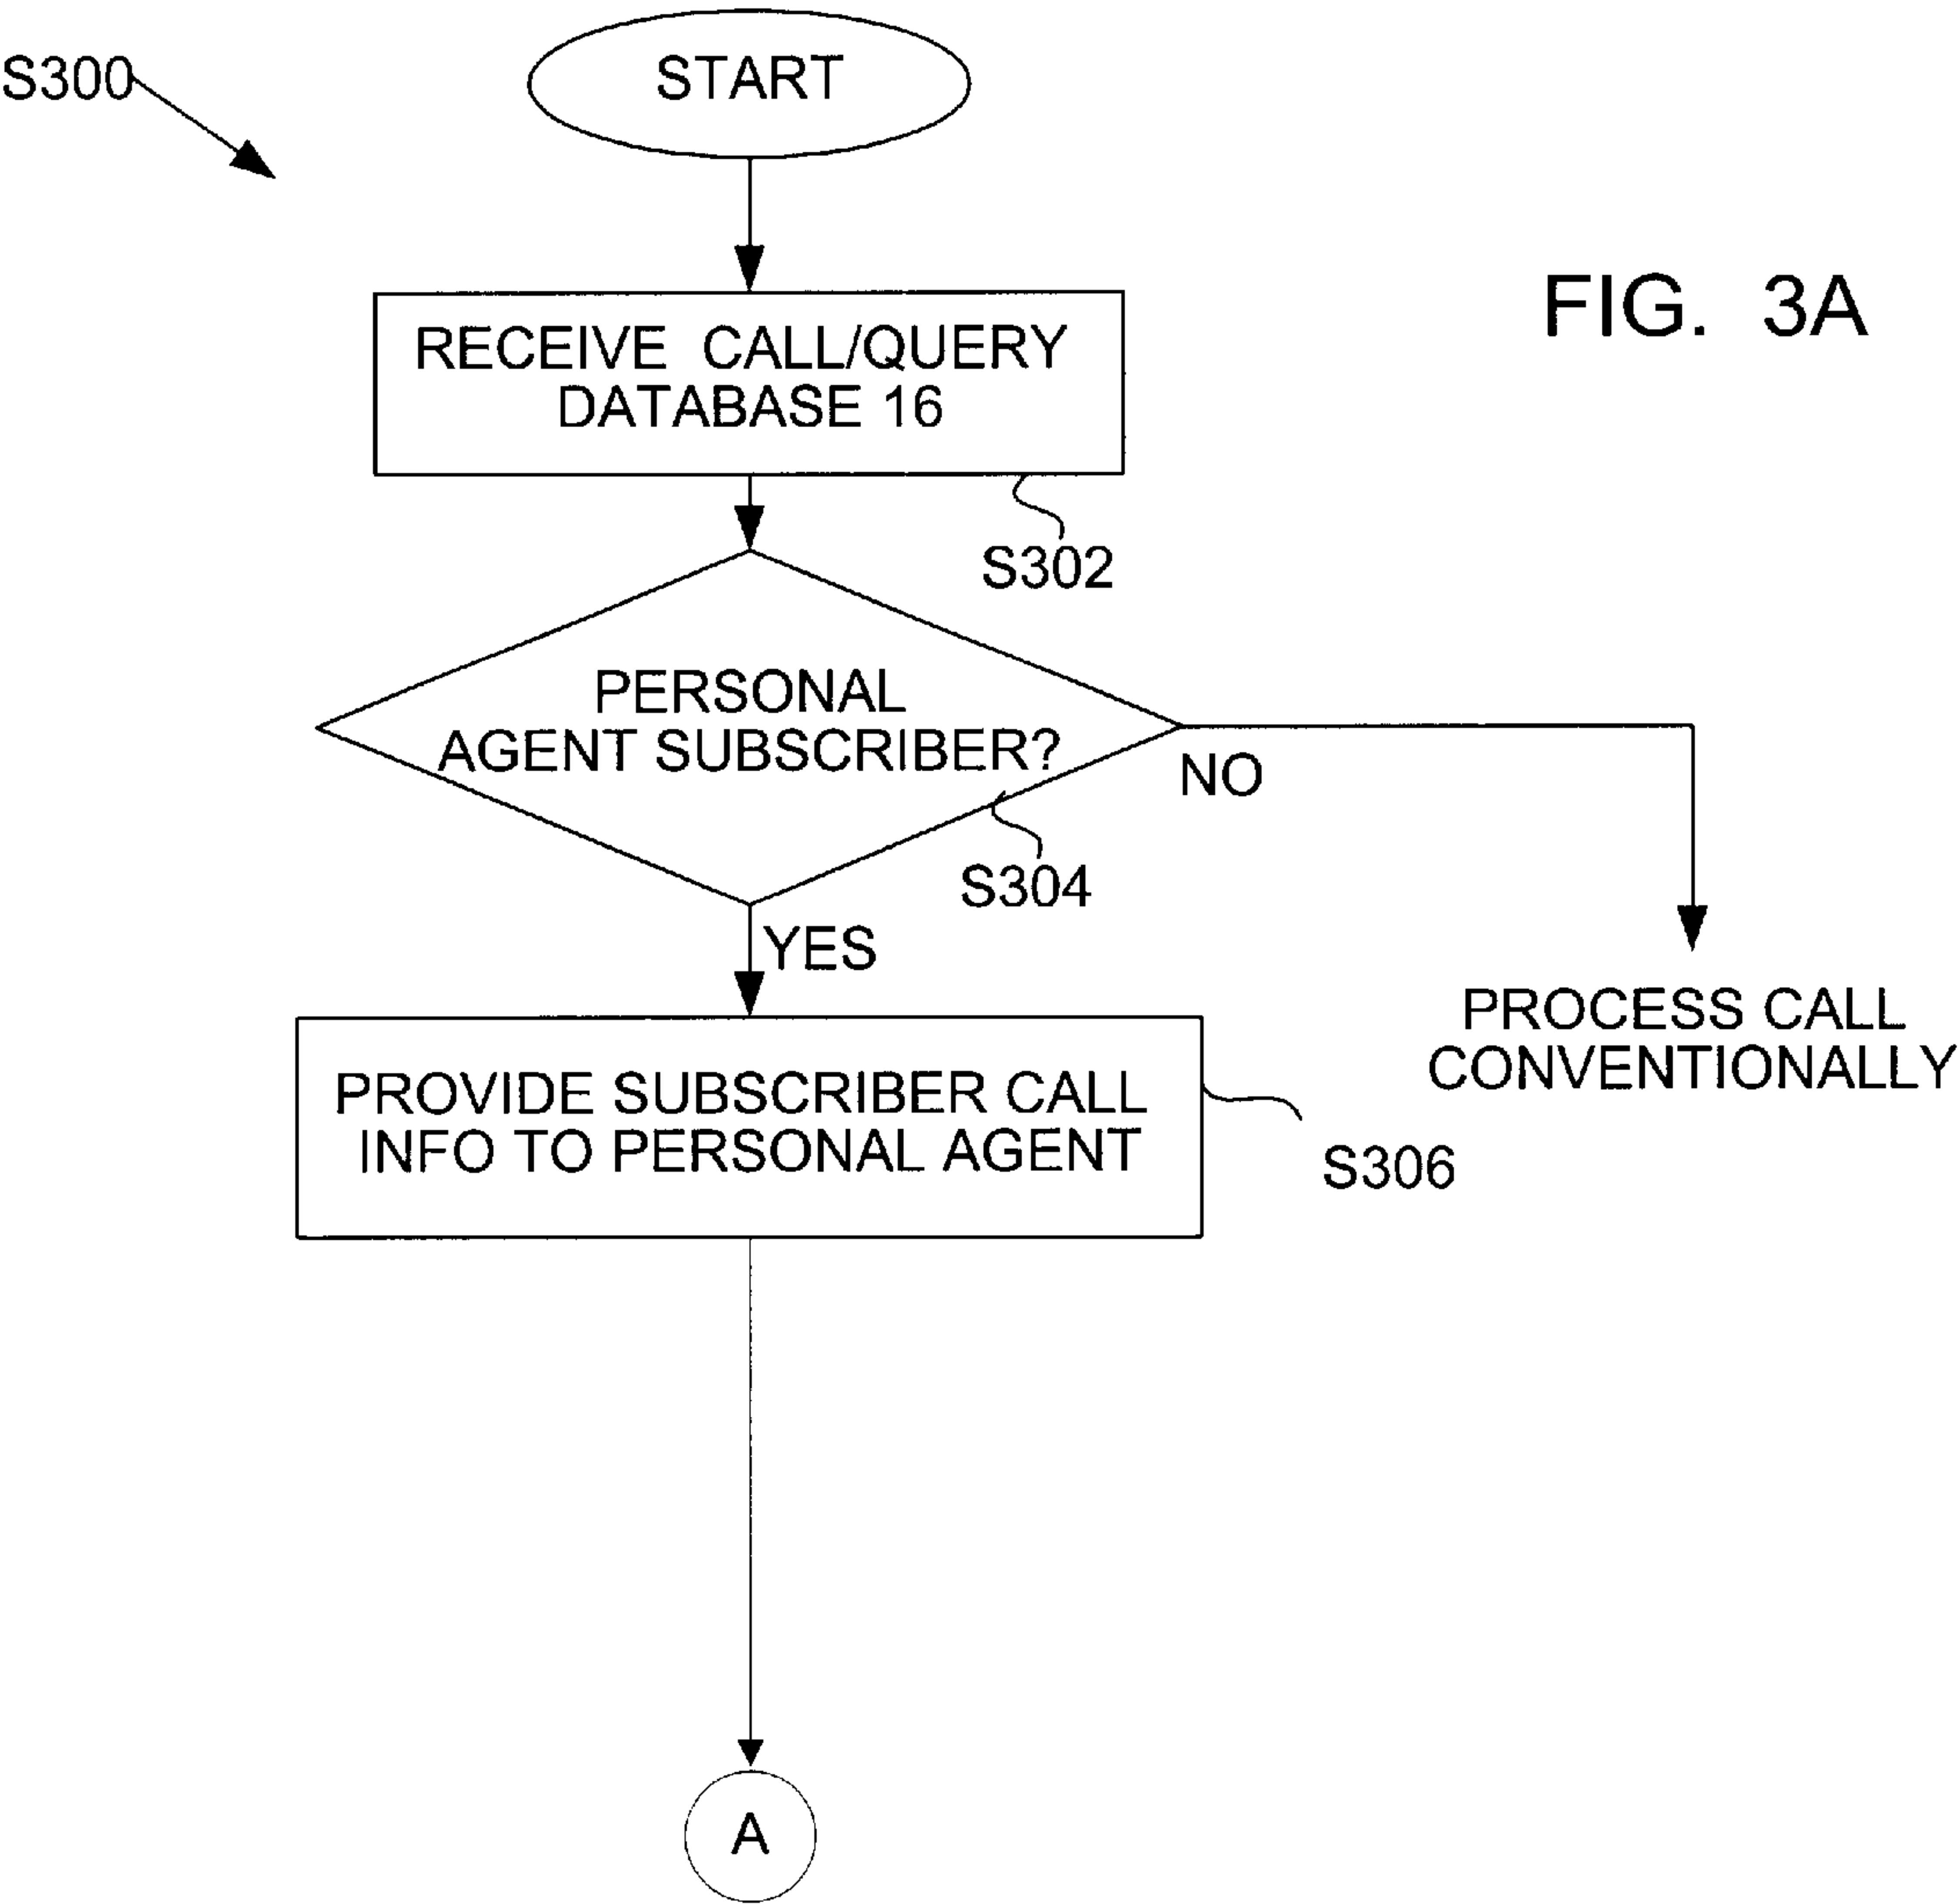 S300
START
FIG. 3A
RECEIVE CALL/QUERY
DATABASE 16
S302
PERSONAL
AGENT SUBSCRIBER?
NO
S304
YES
PROCESS CALL
CONVENTIONALLY
PROVIDE SUBSCRIBER CALL
INFO TO PERSONAL AGENT
S306
A